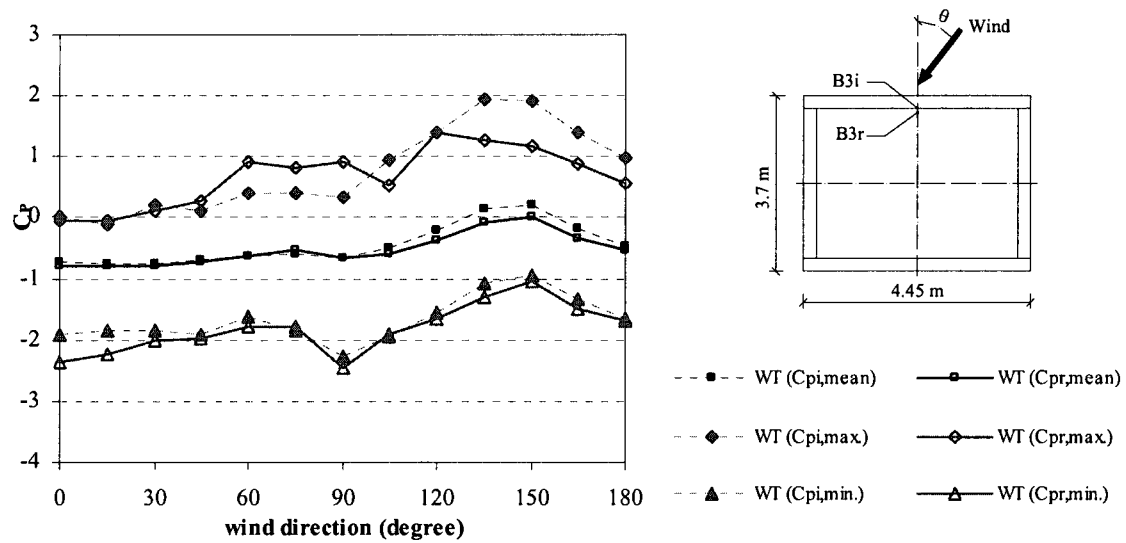 3
2
1
0
-1
-2
-3
-4
C_P
0 30 60 90 120 150 180
wind direction (degree)
θ
Wind
B3i
B3r
3.7 m
4.45 m
WT (Cpi,mean) WT (Cpr,mean)
WT (Cpi,max.) WT (Cpr,max.)
WT (Cpi,min.) WT (Cpr,min.)